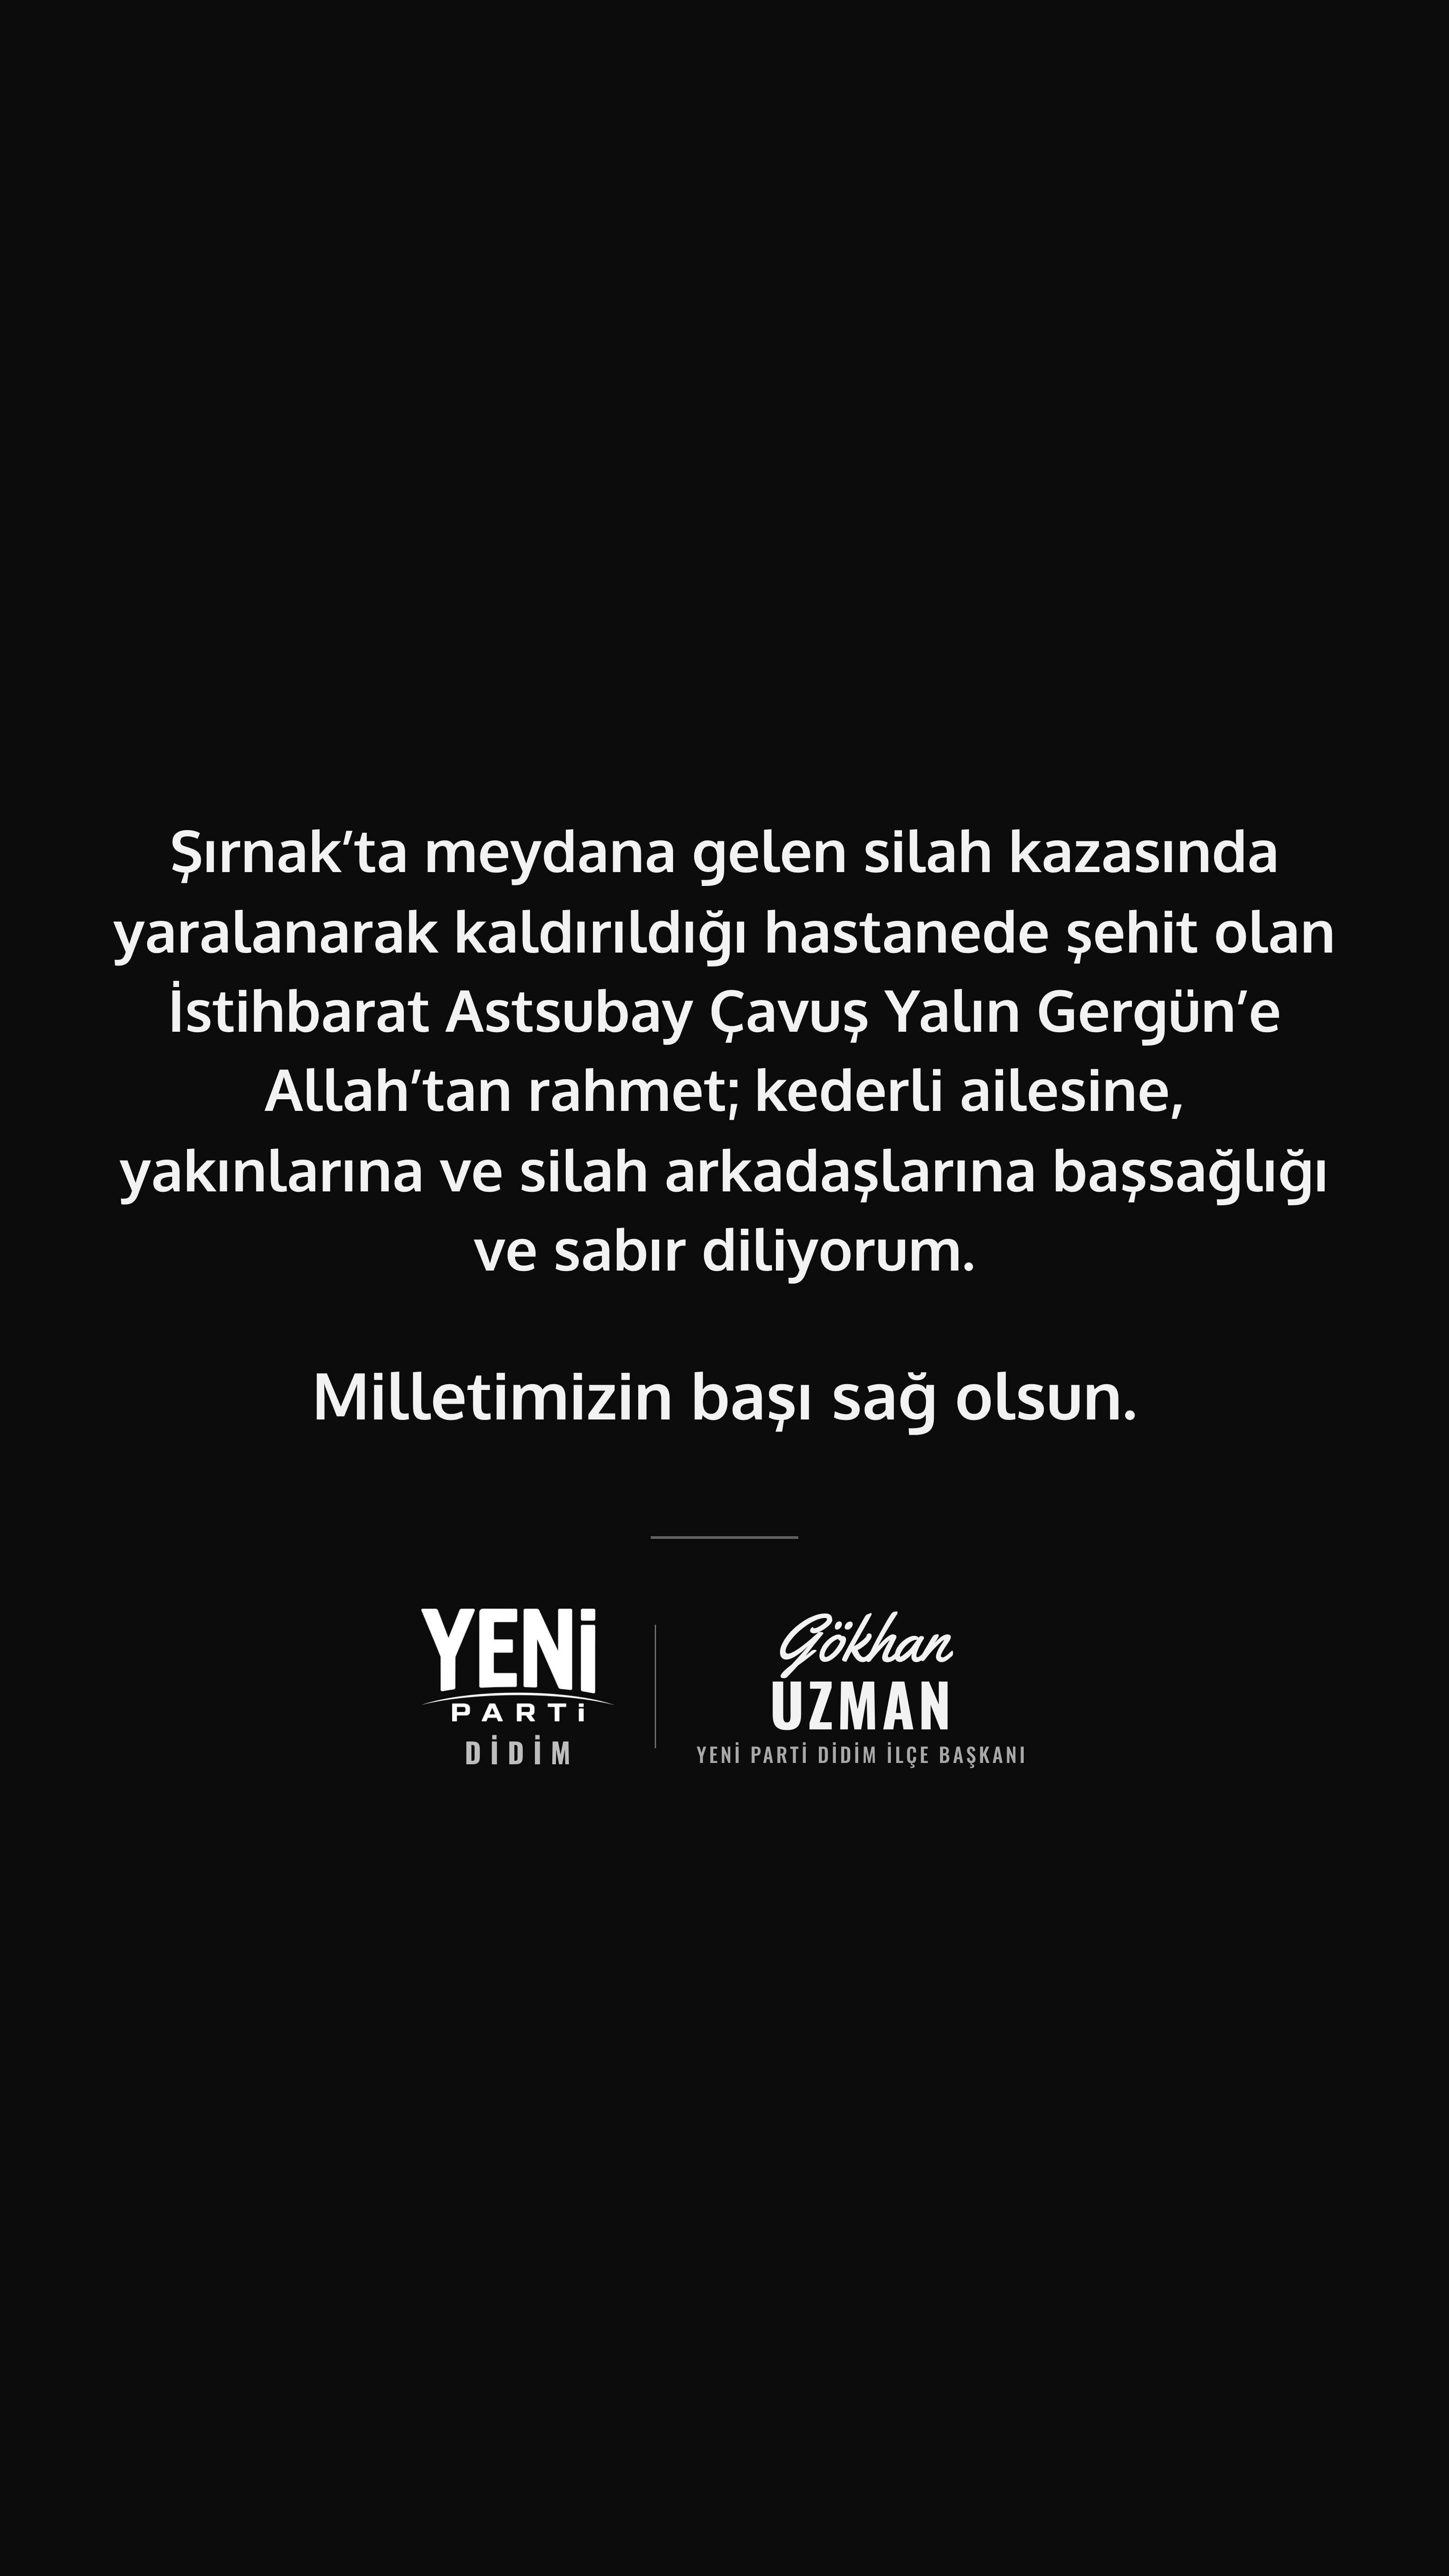 Şırnak’ta meydana gelen silah kazasında
yaralanarak kaldırıldığı hastanede şehit olan
İstihbarat Astsubay Çavuş Yalın Gergün’e
Allah’tan rahmet; kederli ailesine,
yakınlarına ve silah arkadaşlarına başsağlığı
ve sabır diliyorum.
Milletimizin başı sağ olsun.
YENi
PARTi
DİDİM
Gökhan
UZMAN
YENİ PARTİ DİDİM İLÇE BAŞKANI